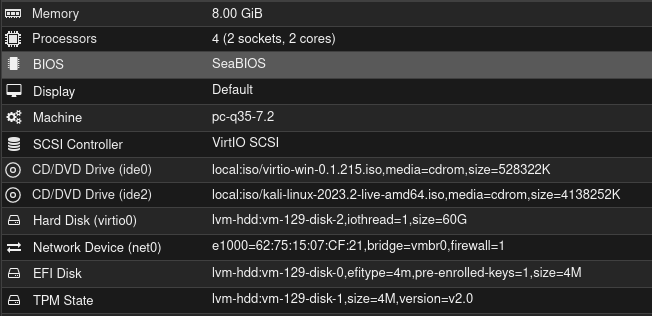 Memory 8.00 GiB
Processors 4 (2 sockets, 2 cores)
BIOS SeaBIOS
Display Default
Machine pc-q35-7.2
SCSI Controller VirtIO SCSI
CD/DVD Drive (ide0) local:iso/virtio-win-0.1.215.iso,media=cdrom,size=528322K
CD/DVD Drive (ide2) local:iso/kali-linux-2023.2-live-amd64.iso,media=cdrom,size=4138252K
Hard Disk (virtio0) lvm-hdd:vm-129-disk-2,iothread=1,size=60G
Network Device (net0) e1000=62:75:15:07:CF:21,bridge=vmbr0,firewall=1
EFI Disk lvm-hdd:vm-129-disk-0,efitype=4m,pre-enrolled-keys=1,size=4M
TPM State lvm-hdd:vm-129-disk-1,size=4M,version=v2.0